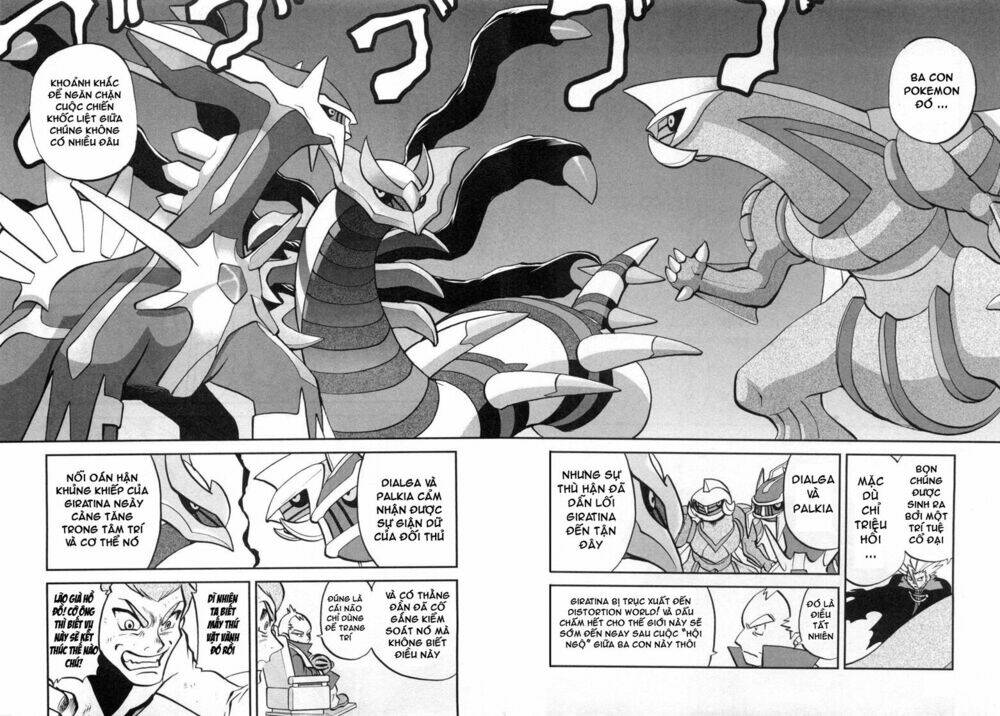 ゴゴゴゴゴ
BA CON
POKEMON
ĐÓ ...
KHOẢNH KHẮC
ĐỂ NGĂN CHẶN
CUỘC CHIẾN
KHỐC LIỆT GIỮA
CHÚNG KHÔNG
CÓ NHIỀU ĐÂU
BỌN
CHÚNG
ĐƯỢC
SINH RA
BỞI MỘT
TRÍ TUỆ
CỔ ĐẠI
MẶC
DÙ CHỈ
TRIỆU
HỒI
...
DIALGA
VÀ
PALKIA
NHƯNG SỰ
THÙ HẬN ĐÃ
DẪN LỐI
GIRATINA
ĐẾN TẬN
ĐÂY
ĐÓ LÀ
ĐIỀU
TẤT
NHIÊN
GIRATINA BỊ TRỤC XUẤT ĐẾN
DISTORTION WORLD! VÀ DẤU
CHẤM HẾT CHO THẾ GIỚI NÀY SẼ
SỚM ĐẾN NGAY SAU CUỘC "HỘI
NGỘ" GIỮA BA CON NÀY THÔI
DIALGA VÀ
PALKIA CẢM
NHẬN ĐƯỢC
SỰ GIẬN DỮ
CỦA ĐỐI THỦ
NỖI OÁN HẬN
KHỦNG KHIẾP CỦA
GIRATINA NGÀY
CÀNG TĂNG
TRONG TÂM TRÍ
VÀ CƠ THỂ NÓ
VÀ CÓ THẰNG
ĐẦN ĐÃ CỐ
GẮNG KIỂM
SOÁT NÓ MÀ
KHÔNG BIẾT
ĐIỀU NÀY
ĐÚNG LÀ
CÁI NÃO
CHỈ DÙNG
ĐỂ TRANG
TRÍ
DĨ NHIÊN
TA BIẾT
MẤY THỨ
VẶT VÃNH
ĐÓ RỒI
LÃO GIÀ HỒ
ĐỒ! CỠ ÔNG
THÌ BIẾT VỤ
NÀY SẼ KẾT
THÚC THẾ NÀO
CHỨ!